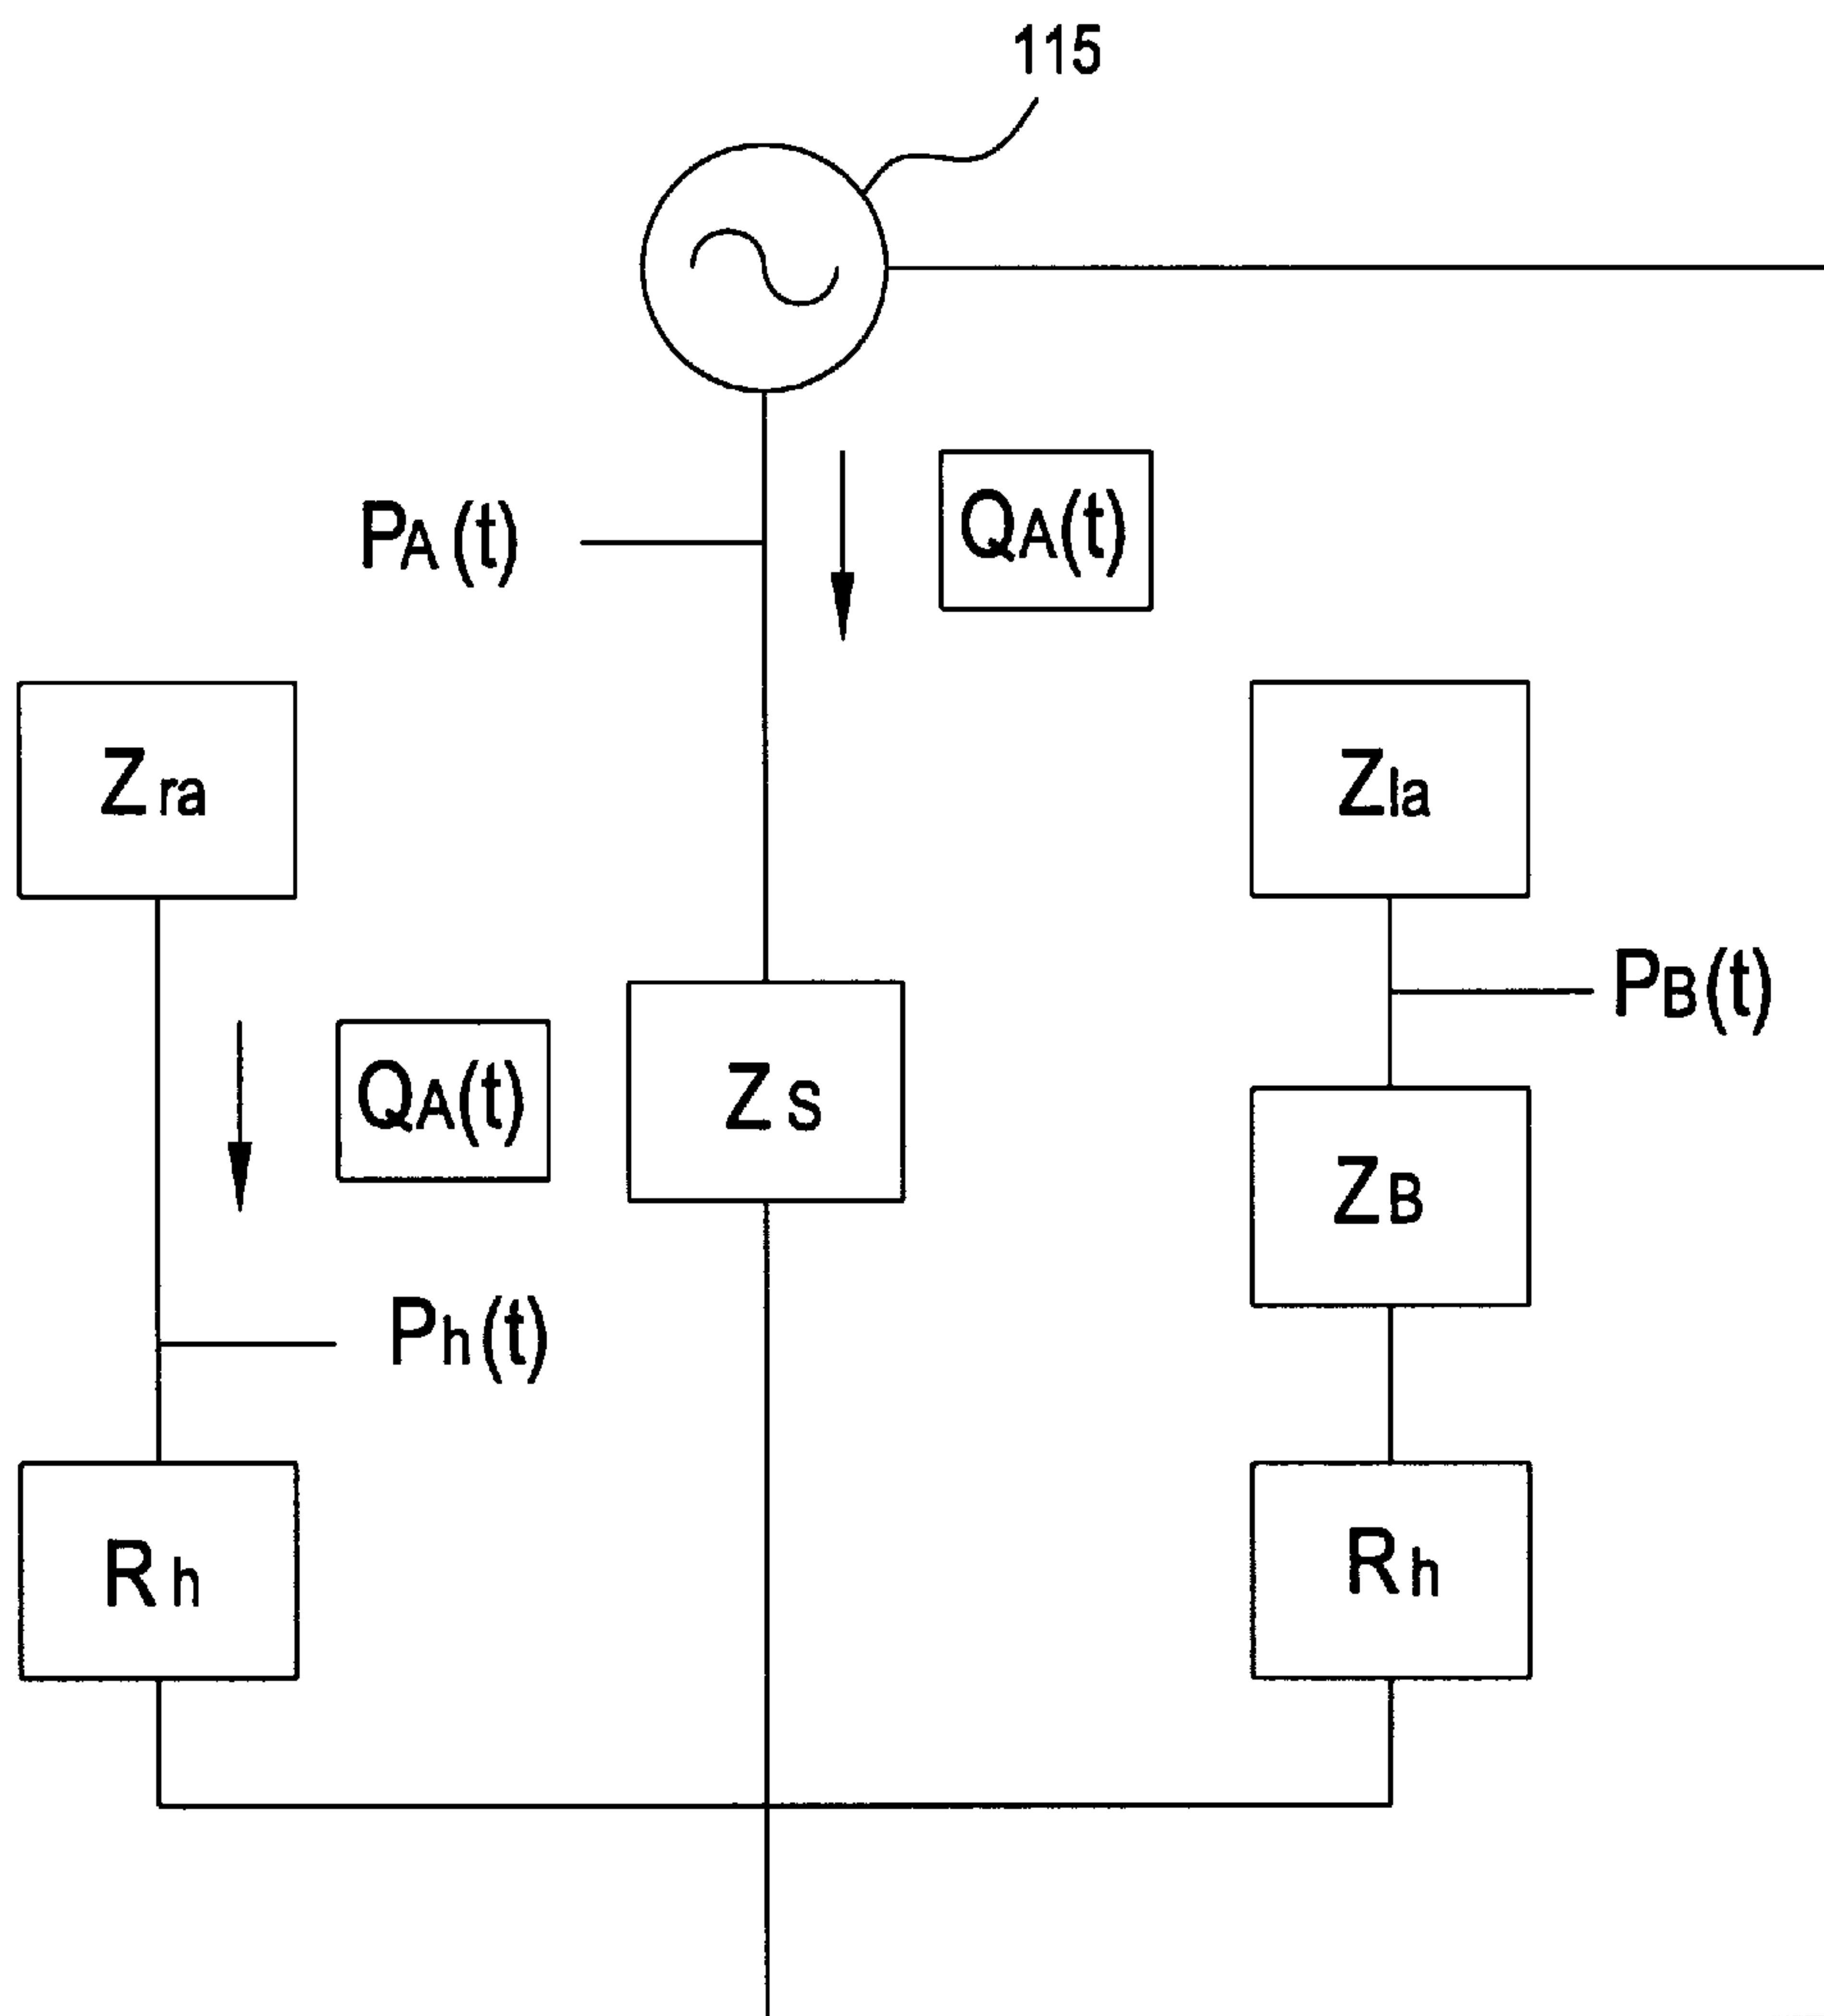 115
PA(t)
QA(t)
Zra
Zla
PB(t)
QA(t)
Zs
ZB
Ph(t)
Rh
Rh